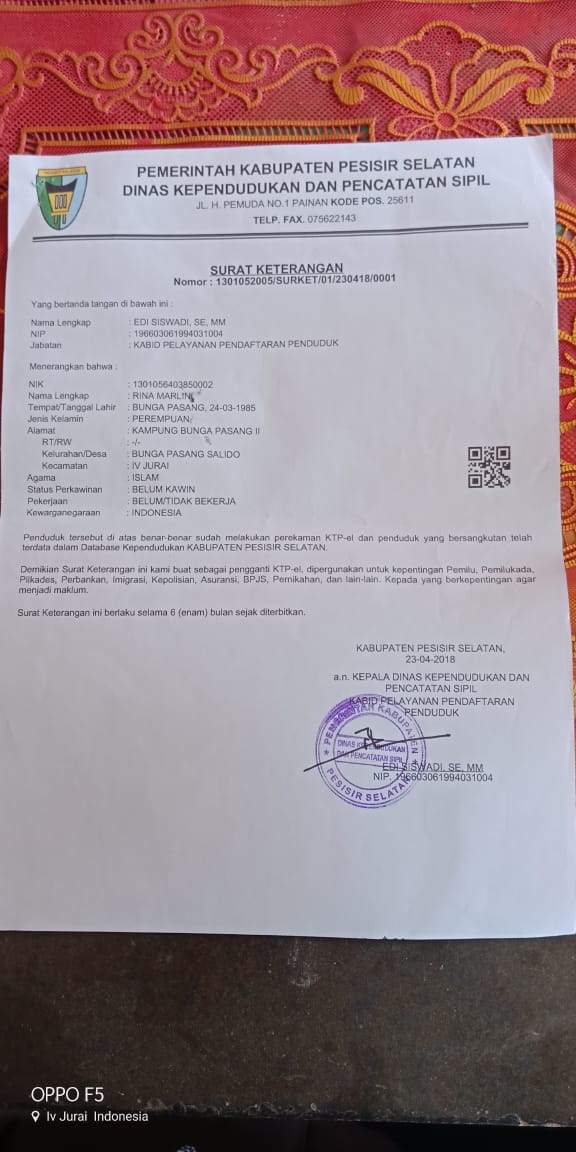 PEMERINTAH KABUPATEN PESISIR SELATAN
DINAS KEPENDUDUKAN DAN PENCATATAN SIPIL
JL. H. PEMUDA NO.1 PAINAN KODE POS. 25611
TELP. FAX. 075622143
SURAT KETERANGAN
Nomor : 1301052005/SURKET/01/230418/0001
Yang bertanda tangan di bawah ini :
Nama Lengkap : EDI SISWADI, SE, MM
NIP : 196603061994031004
Jabatan : KABID PELAYANAN PENDAFTARAN PENDUDUK
Menerangkan bahwa :
NIK : 1301056403850002
Nama Lengkap : RINA MARLINI
Tempat/Tanggal Lahir : BUNGA PASANG, 24-03-1985
Jenis Kelamin : PEREMPUAN
Alamat : KAMPUNG BUNGA PASANG II
RT/RW : -/-
Kelurahan/Desa : BUNGA PASANG SALIDO
Kecamatan : IV JURAI
Agama : ISLAM
Status Perkawinan : BELUM KAWIN
Pekerjaan : BELUM/TIDAK BEKERJA
Kewarganegaraan : INDONESIA
Penduduk tersebut di atas benar-benar sudah melakukan perekaman KTP-el dan penduduk yang bersangkutan telah
terdata dalam Database Kependudukan KABUPATEN PESISIR SELATAN.
Demikian Surat Keterangan ini kami buat sebagai pengganti KTP-el, dipergunakan untuk kepentingan Pemilu, Pemilukada,
Pilkades, Perbankan, Imigrasi, Kepolisian, Asuransi, BPJS, Pernikahan, dan lain-lain. Kepada yang berkepentingan agar
menjadi maklum.
Surat Keterangan ini berlaku selama 6 (enam) bulan sejak diterbitkan.
KABUPATEN PESISIR SELATAN,
23-04-2018
a.n. KEPALA DINAS KEPENDUDUKAN DAN
PENCATATAN SIPIL
KABID PELAYANAN PENDAFTARAN
PENDUDUK
PEMERINTAH KABUPATEN
DINAS KEPENDUDUKAN
DAN PENCATATAN SIPIL
PESISIR SELATAN
EDI SISWADI, SE, MM
NIP. 196603061994031004
OPPO F5
Iv Jurai Indonesia